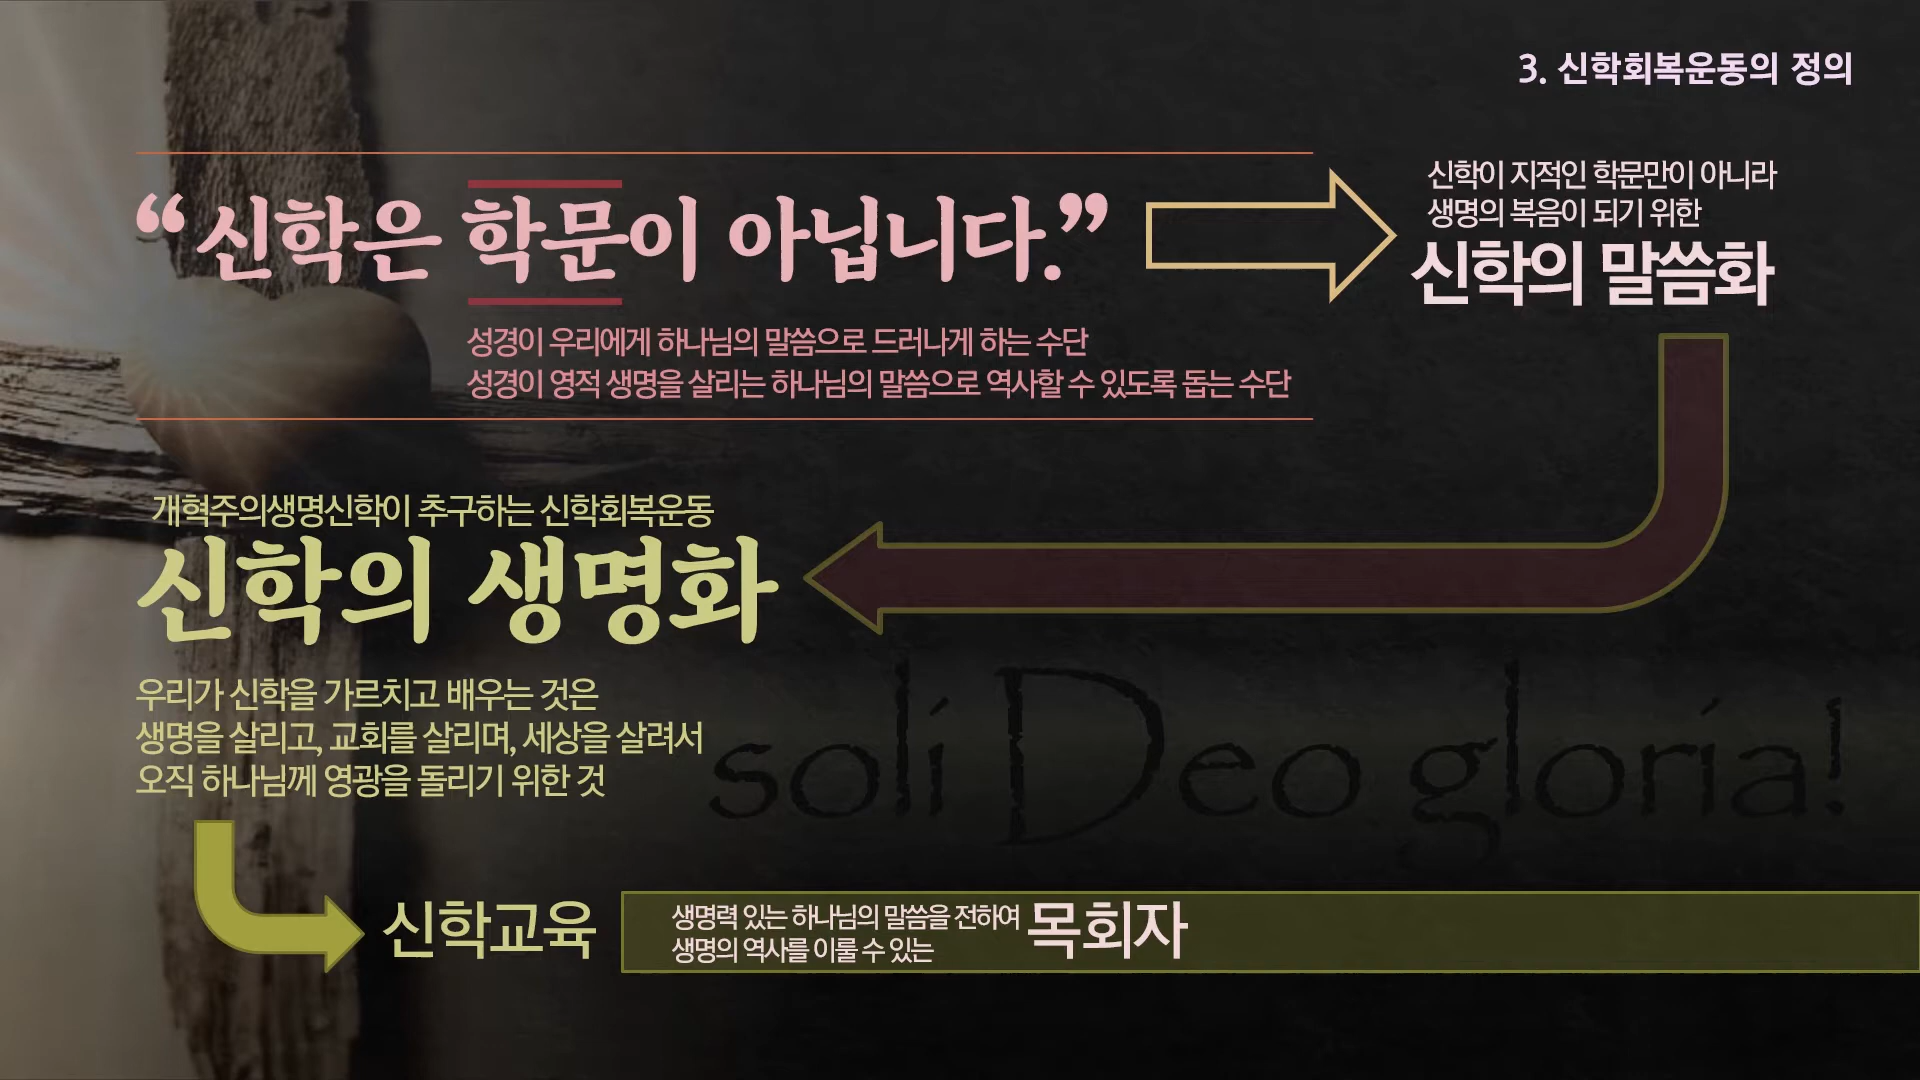 3. 신학회복운동의 정의
“신학은 학문이 아닙니다.”
성경이 우리에게 하나님의 말씀으로 드러나게 하는 수단
성경이 영적 생명을 살리는 하나님의 말씀으로 역사할 수 있도록 돕는 수단
신학이 지적인 학문만이 아니라
생명의 복음이 되기 위한
신학의 말씀화
개혁주의생명신학이 추구하는 신학회복운동
신학의 생명화
우리가 신학을 가르치고 배우는 것은
생명을 살리고, 교회를 살리며, 세상을 살려서
오직 하나님께 영광을 돌리기 위한 것
soli Deo gloria!
신학교육
생명력 있는 하나님의 말씀을 전하여
생명의 역사를 이룰 수 있는
목회자